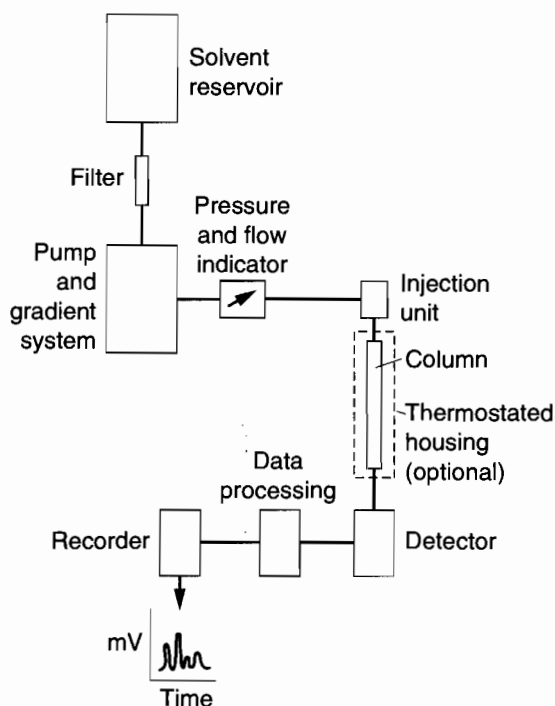 Solvent
reservoir
Filter
Pressure
and flow
indicator
Pump
and
gradient
system
Injection
unit
Column
Thermostated
housing
(optional)
Data
processing
Recorder
Detector
mV
Time